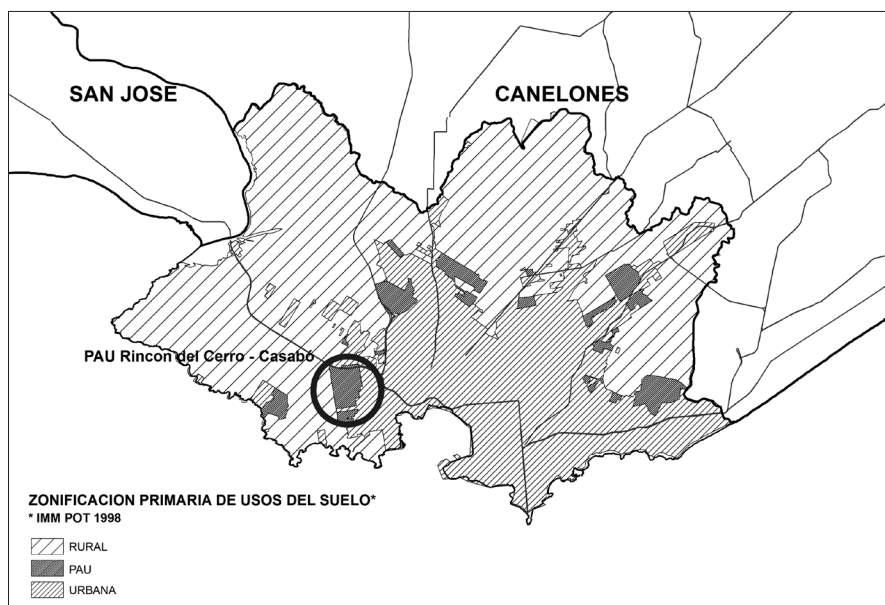 SAN JOSE
CANELONES
PAU Rincon del Cerro - Casabó
ZONIFICACION PRIMARIA DE USOS DEL SUELO*
* IMM POT 1998
RURAL
PAU
URBANA